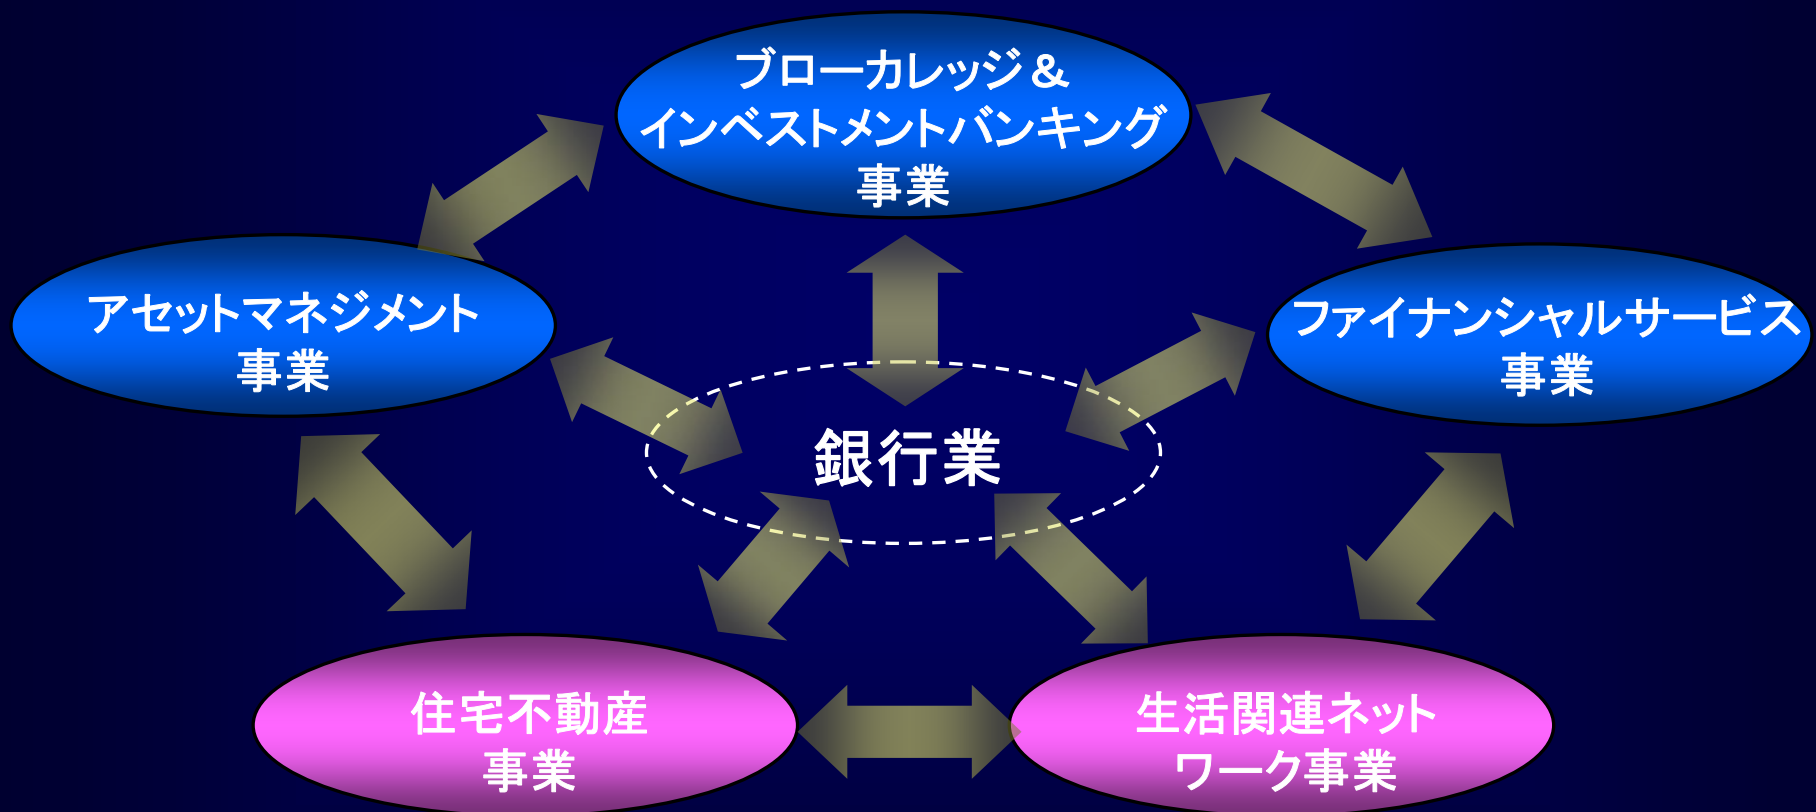 ブローカレッジ&
インベストメントバンキング
事業
アセットマネジメント
事業
ファイナンシャルサービス
事業
銀行業
住宅不動産
事業
生活関連ネット
ワーク事業